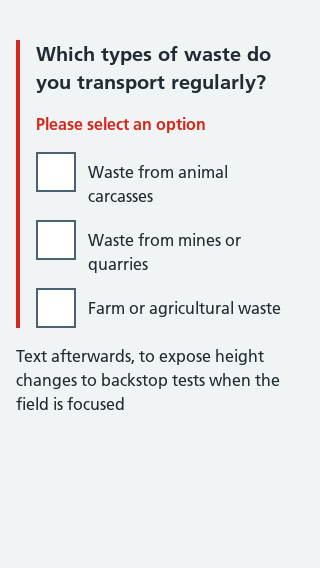 Which types of waste do
you transport regularly?
Please select an option
Waste from animal
carcasses
Waste from mines or
quarries
Farm or agricultural waste
Text afterwards, to expose height
changes to backstop tests when the
field is focused